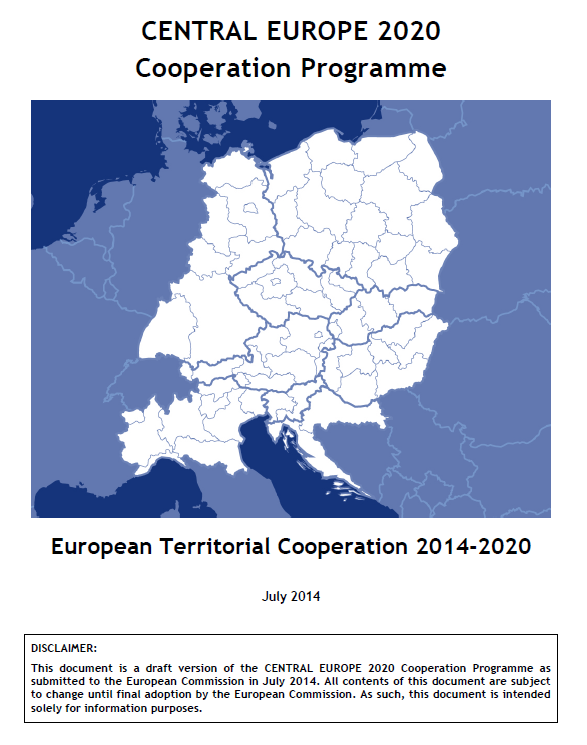 CENTRAL EUROPE 2020
Cooperation Programme
European Territorial Cooperation 2014-2020
July 2014
DISCLAIMER:
This document is a draft version of the CENTRAL EUROPE 2020 Cooperation Programme as
submitted to the European Commission in July 2014. All contents of this document are subject
to change until final adoption by the European Commission. As such, this document is intended
solely for information purposes.